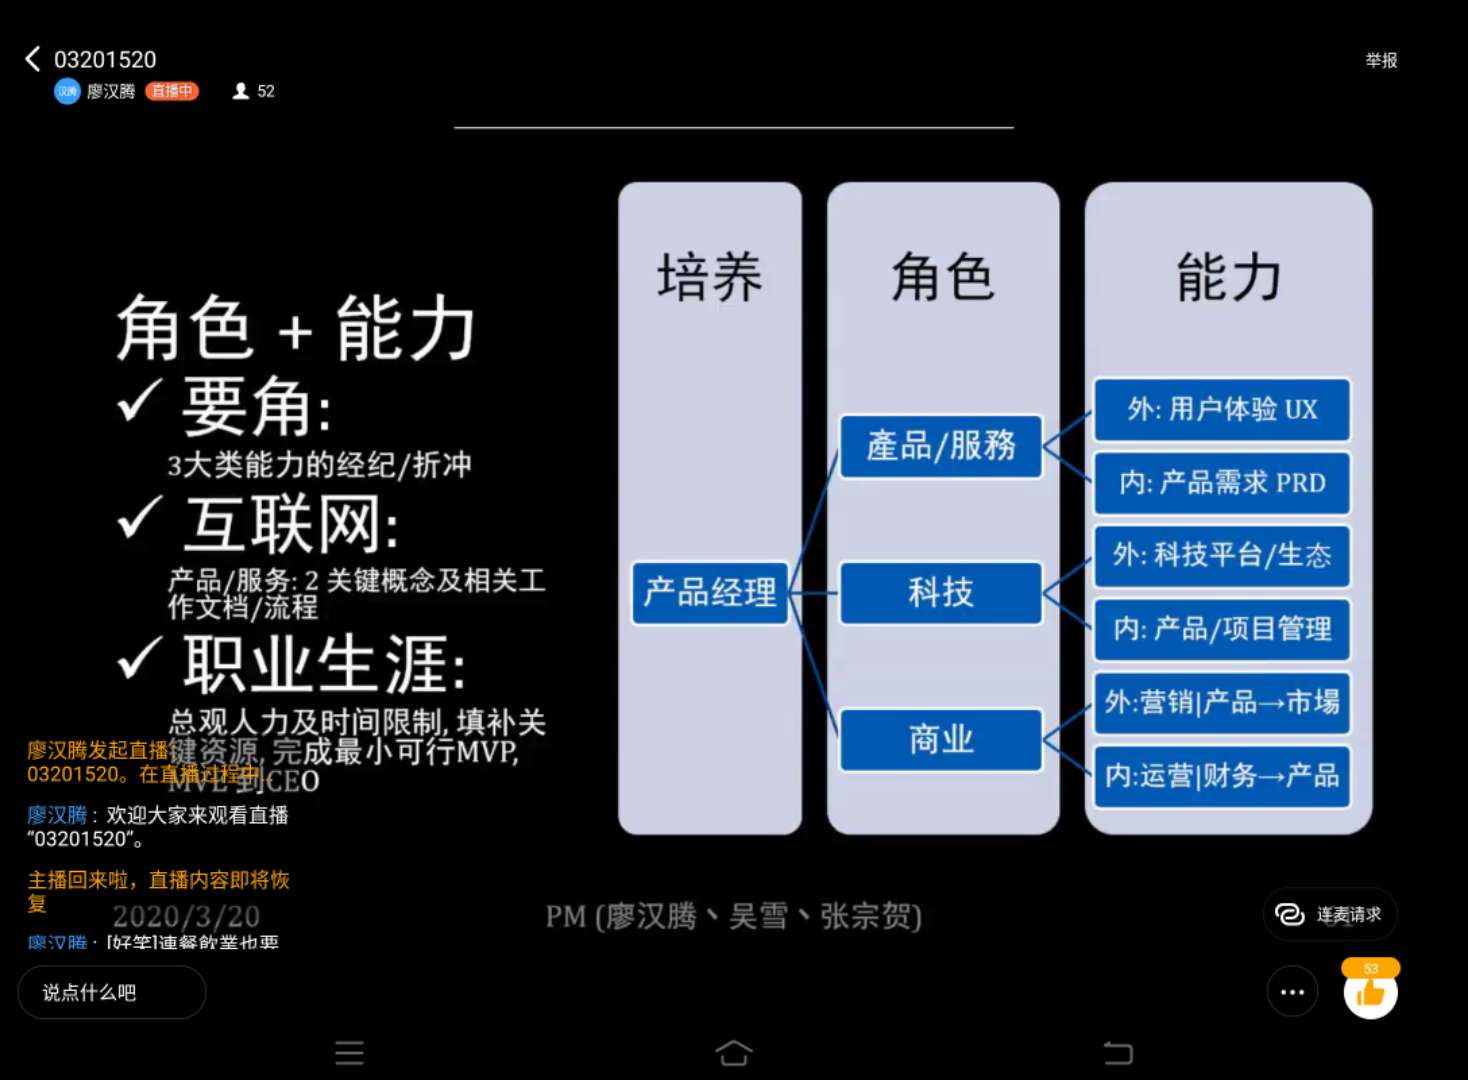 03201520
举报
汉腾 廖汉腾 直播中 52
角色 + 能力
✓ 要角:
3大类能力的经纪/折冲
✓ 互联网:
产品/服务: 2 关键概念及相关工
作文档/流程
✓ 职业生涯:
总观人力及时间限制, 填补关
键资源, 完成最小可行MVP,
MVE 到CEO
培养
角色
能力
产品经理
產品/服務
科技
商业
外: 用户体验 UX
内: 产品需求 PRD
外: 科技平台/生态
内: 产品/项目管理
外:营销|产品→市場
内:运营|财务→产品
廖汉腾发起直播:
03201520。在直播过程中...
廖汉腾 : 欢迎大家来观看直播
“03201520”。
主播回来啦，直播内容即将恢
复
廖汉腾 : [好笑]連餐飲業也要
2020/3/20
PM (廖汉腾、吴雪、张宗贺)
连麦请求
说点什么吧
53